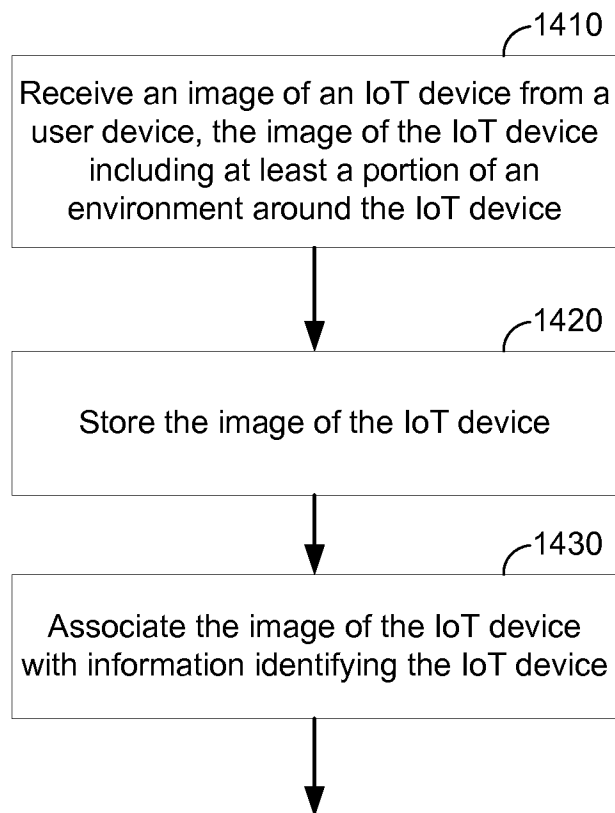 1410
Receive an image of an IoT device from a
user device, the image of the IoT device
including at least a portion of an
environment around the IoT device
1420
Store the image of the IoT device
1430
Associate the image of the IoT device
with information identifying the IoT device